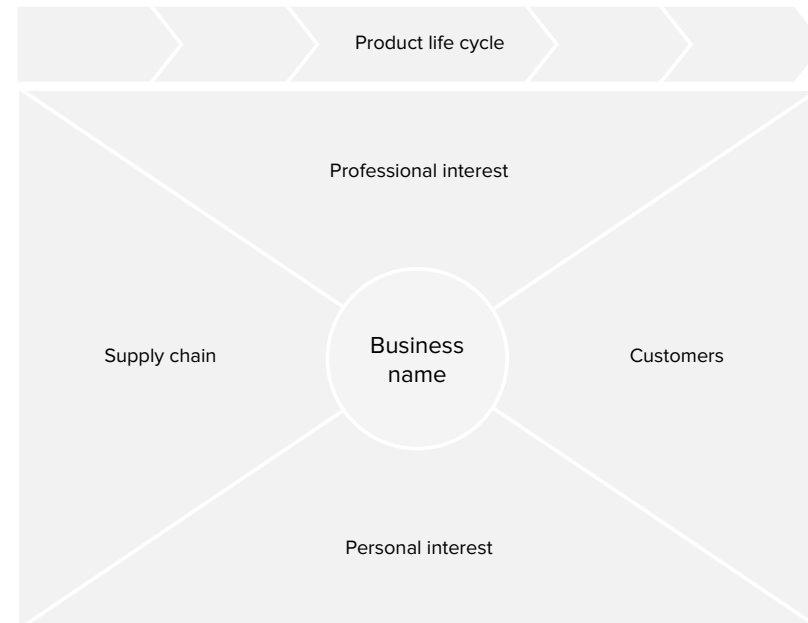 Product life cycle
Professional interest
Supply chain
Business
name
Customers
Personal interest